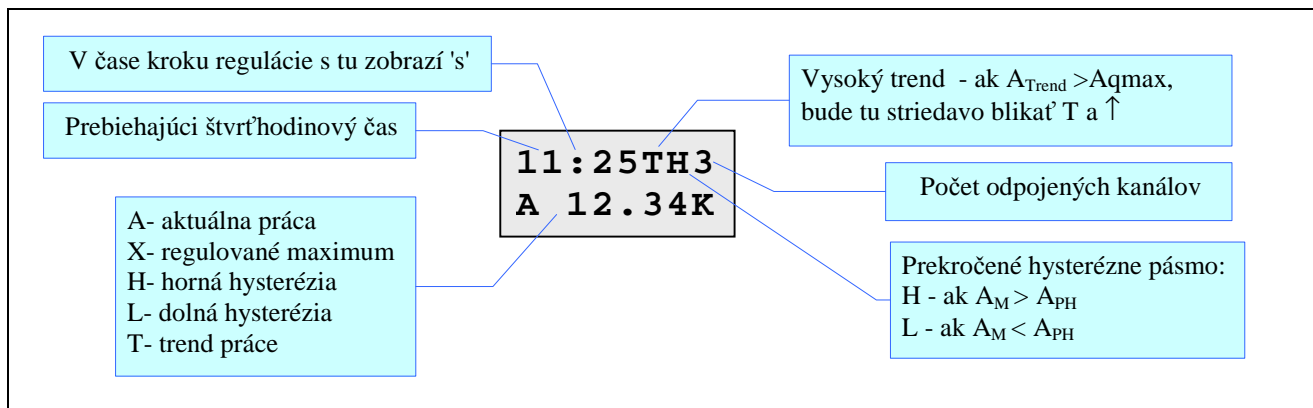 V čase kroku regulácie s tu zobrazí 's'
Prebiehajúci štvrťhodinový čas
A- aktuálna práca
X- regulované maximum
H- horná hysterézia
L- dolná hysterézia
T- trend práce
11:25TH3
A 12.34K
Vysoký trend - ak ATrend >Aqmax,
bude tu striedavo blikať T a ↑
Počet odpojených kanálov
Prekročené hysterézne pásmo:
H - ak AM > APH
L - ak AM < APH